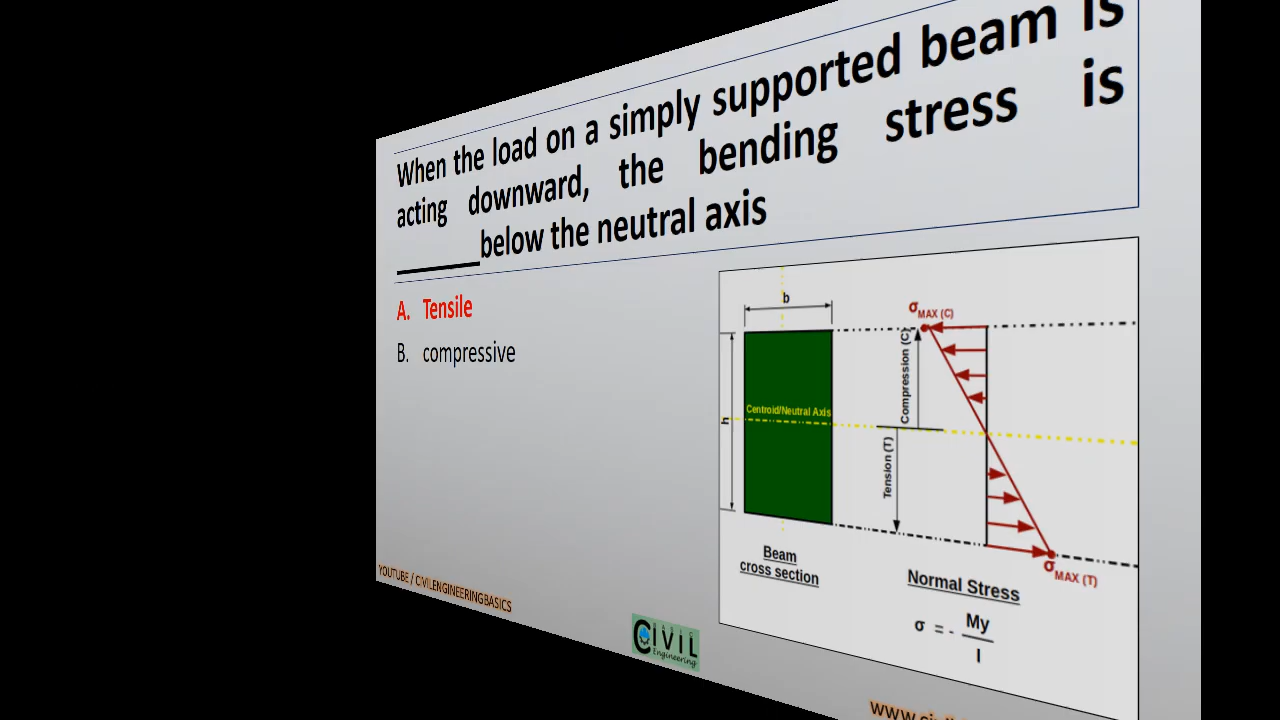 When the load on a simply supported beam is
acting downward, the bending stress is
________below the neutral axis
A. Tensile
B. compressive
b
h
Centroid/Neutral Axis
Beam
cross section
σMAX (C)
Compression (C)
Tension (T)
σMAX (T)
Normal Stress
σ = - My
I
YOUTUBE / CIVILENGINEERINGBASICS
CIVIL
Engineering